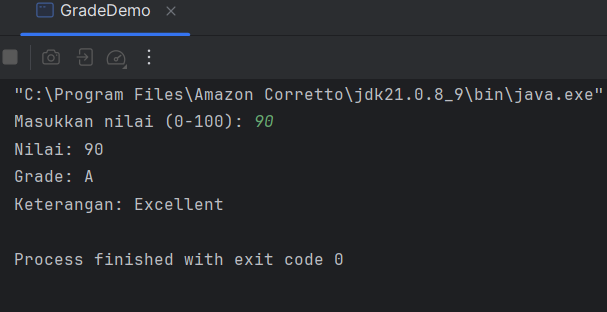 GradeDemo
"C:\Program Files\Amazon Corretto\jdk21.0.8_9\bin\java.exe"
Masukkan nilai (0-100): 90
Nilai: 90
Grade: A
Keterangan: Excellent
Process finished with exit code 0